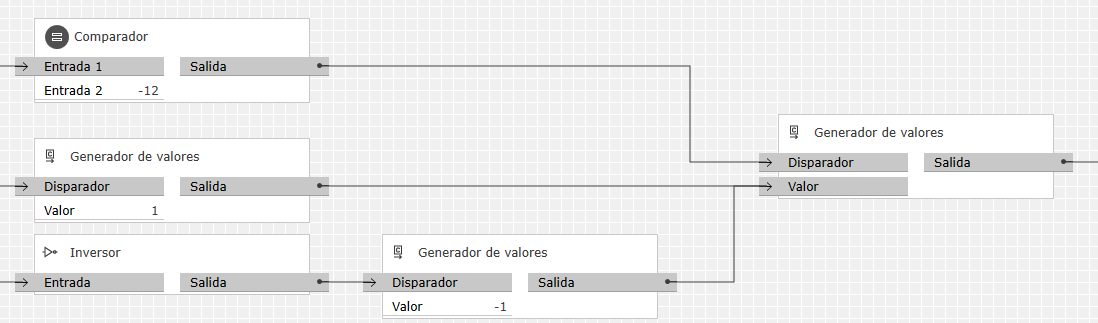 Comparador
Entrada 1 Salida
Entrada 2 -12
Generador de valores
Disparador Salida
Valor 1
Inversor
Entrada Salida
Generador de valores
Disparador Salida
Valor -1
Generador de valores
Disparador Salida
Valor